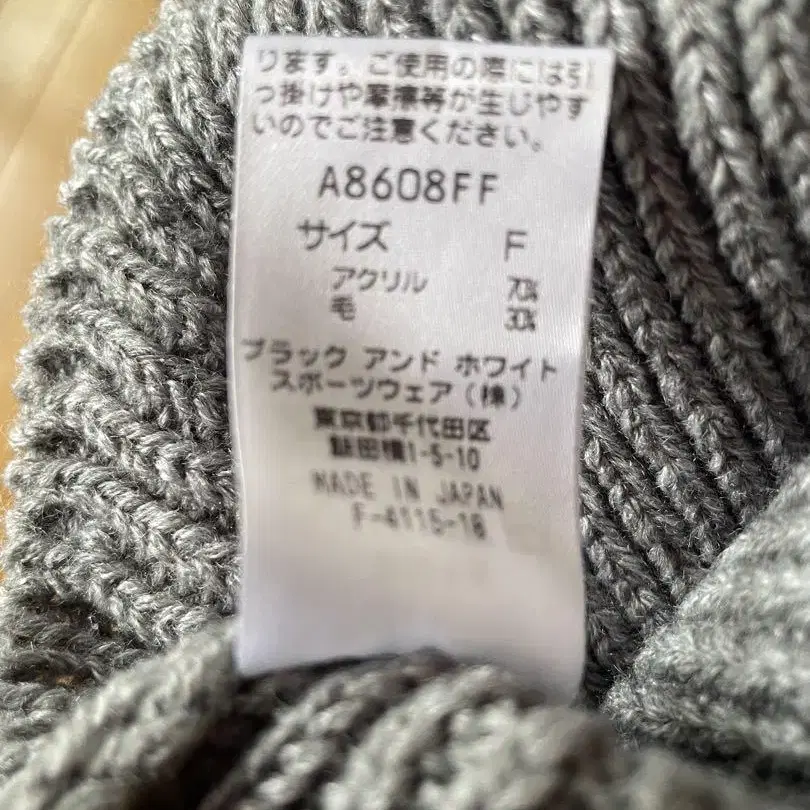 ります。ご使用の際には引
っ掛けや摩擦等が生じやす
いのでご注意ください。
A8608FF
サイズ F
アクリル 70%
毛 30%
ブラック アンド ホワイト
スポーツウェア(株)
東京都千代田区
飯田橋1-5-10
MADE IN JAPAN
F-4115-18